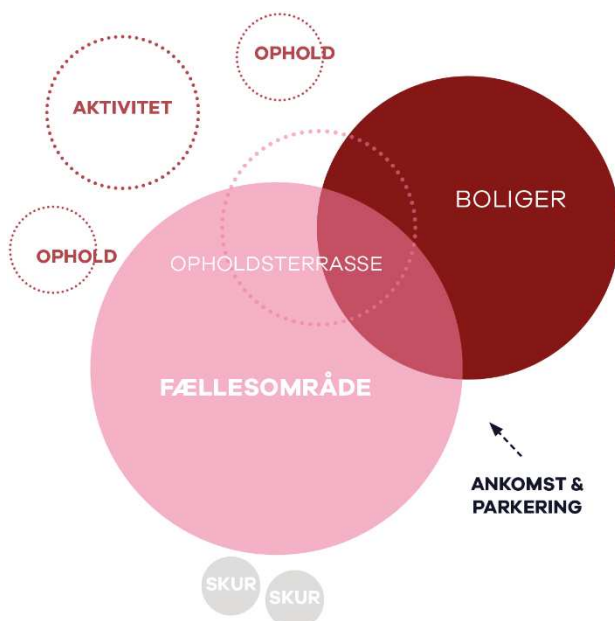 OPHOLD
AKTIVITET
BOLIGER
OPHOLD
OPHOLDSTERRASSE
FÆLLESOMRÅDE
ANKOMST &
PARKERING
SKUR
SKUR